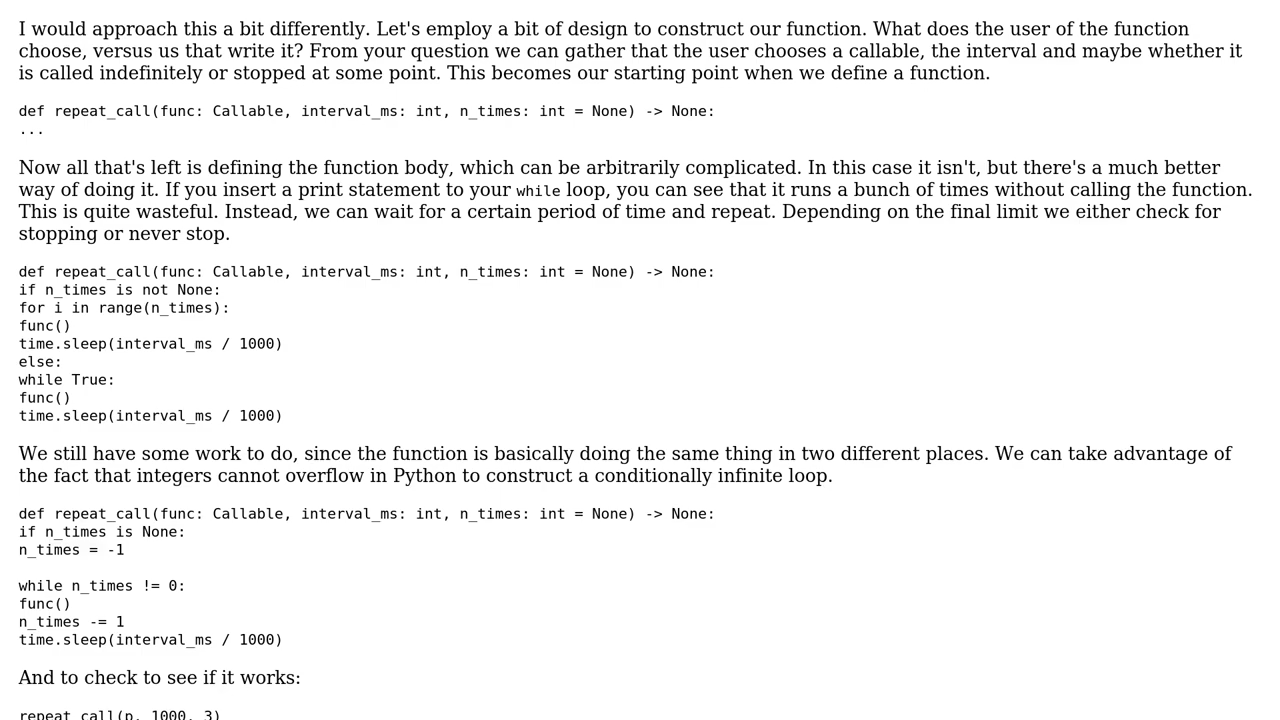 I would approach this a bit differently. Let's employ a bit of design to construct our function. What does the user of the function
choose, versus us that write it? From your question we can gather that the user chooses a callable, the interval and maybe whether it
is called indefinitely or stopped at some point. This becomes our starting point when we define a function.
def repeat_call(func: Callable, interval_ms: int, n_times: int = None) -> None:
...
Now all that's left is defining the function body, which can be arbitrarily complicated. In this case it isn't, but there's a much better
way of doing it. If you insert a print statement to your while loop, you can see that it runs a bunch of times without calling the function.
This is quite wasteful. Instead, we can wait for a certain period of time and repeat. Depending on the final limit we either check for
stopping or never stop.
def repeat_call(func: Callable, interval_ms: int, n_times: int = None) -> None:
if n_times is not None:
for i in range(n_times):
func()
time.sleep(interval_ms / 1000)
else:
while True:
func()
time.sleep(interval_ms / 1000)
We still have some work to do, since the function is basically doing the same thing in two different places. We can take advantage of
the fact that integers cannot overflow in Python to construct a conditionally infinite loop.
def repeat_call(func: Callable, interval_ms: int, n_times: int = None) -> None:
if n_times is None:
n_times = -1
while n_times != 0:
func()
n_times -= 1
time.sleep(interval_ms / 1000)
And to check to see if it works:
repeat_call(p, 1000, 3)